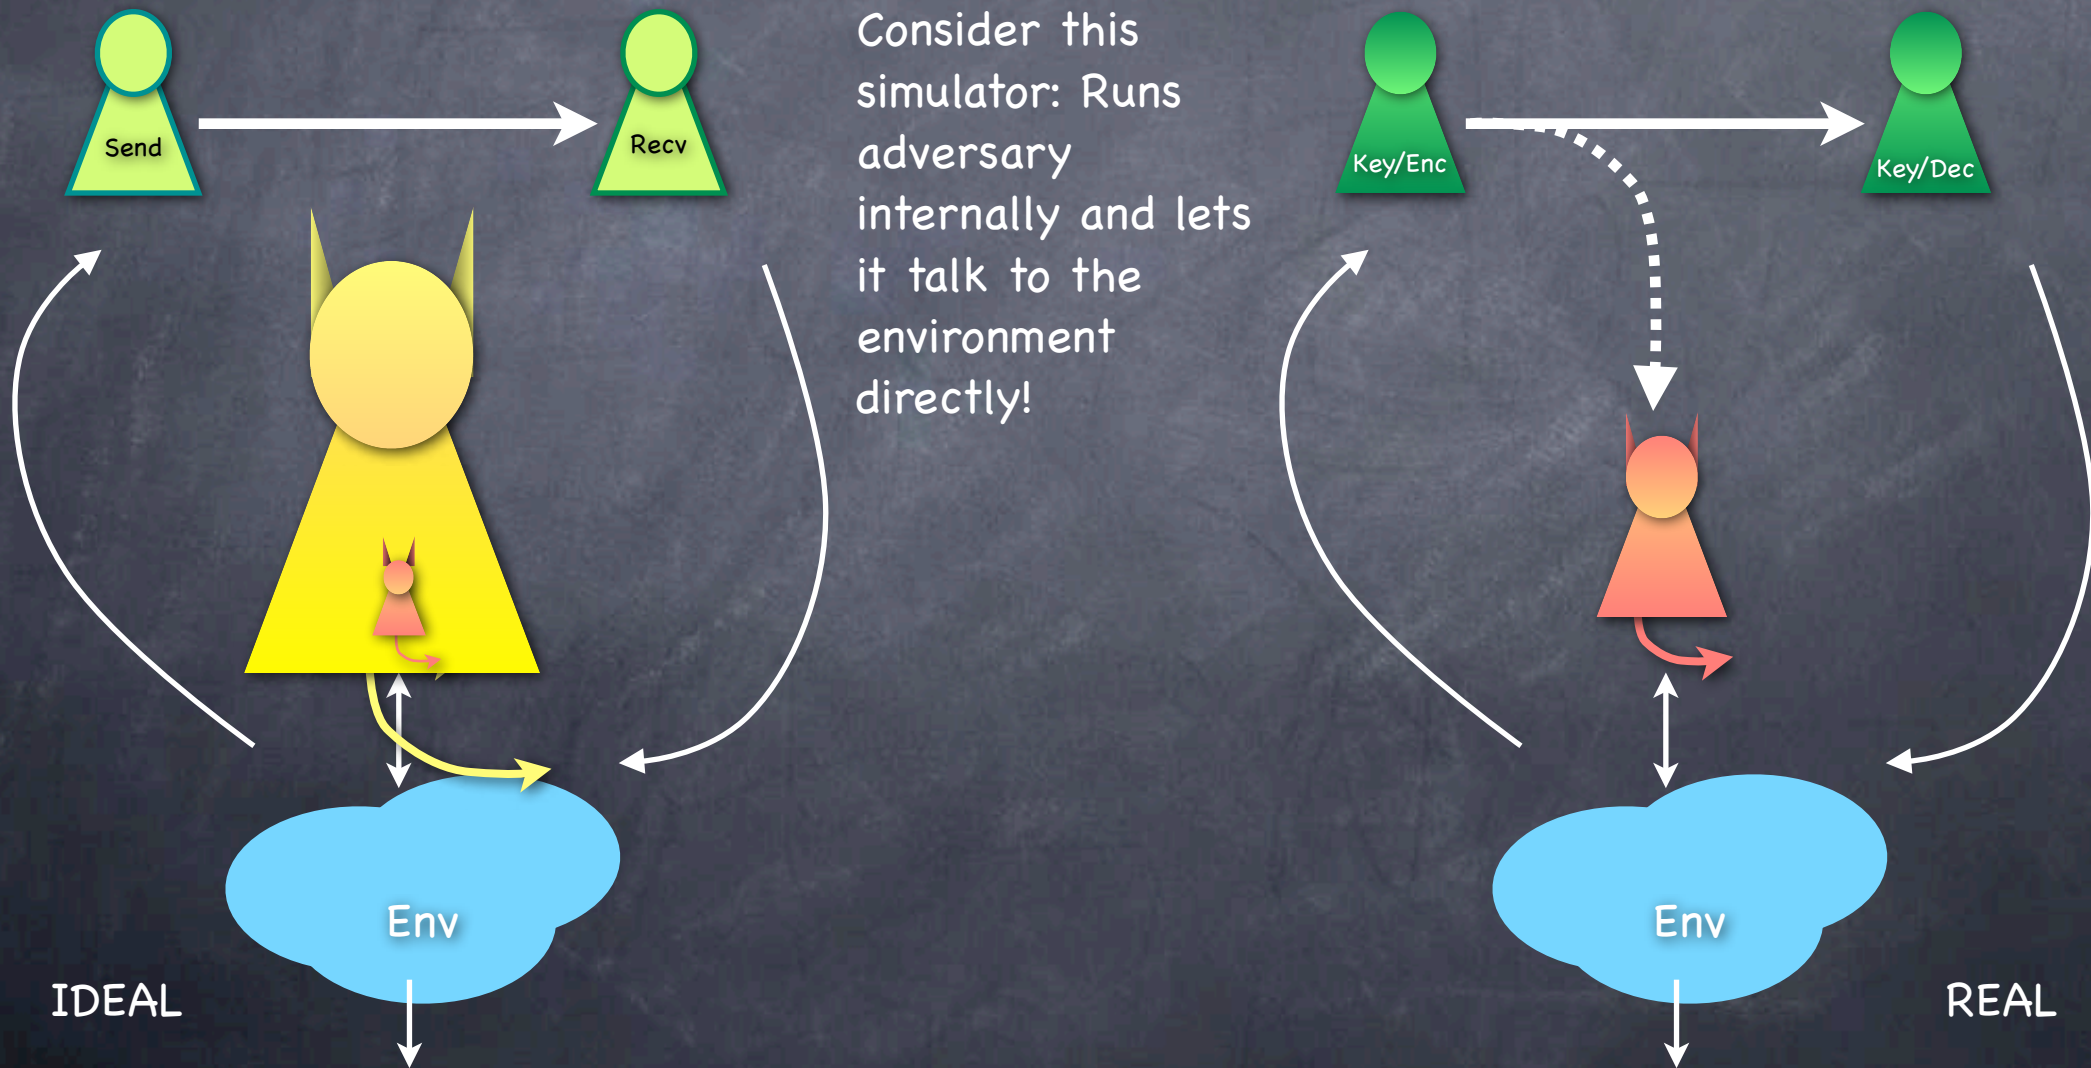 Send
Recv
Consider this
simulator: Runs
adversary
internally and lets
it talk to the
environment
directly!
Key/Enc
Key/Dec
Env
Env
IDEAL
REAL